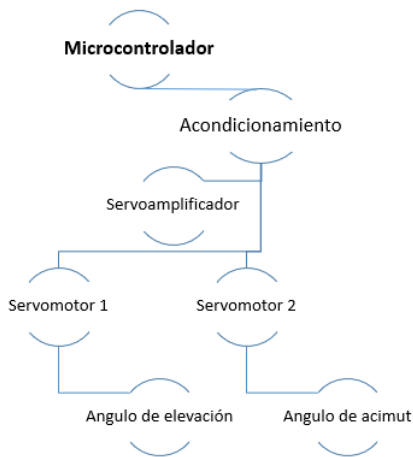 Microcontrolador
Acondicionamiento
Servoamplificador
Servomotor 1
Servomotor 2
Angulo de elevación
Angulo de acimut